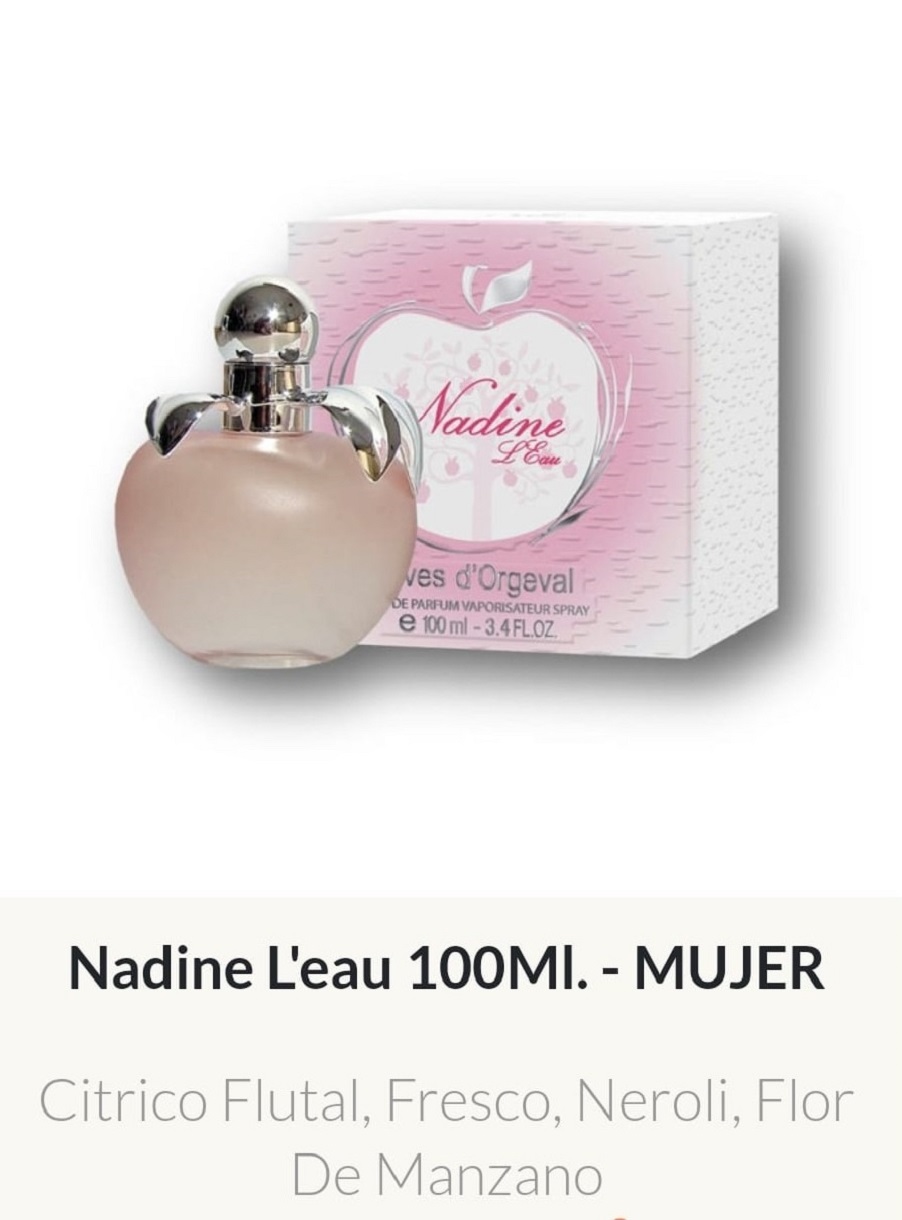 Nadine
L'Eau
ves d'Orgeval
DE PARFUM VAPORISATEUR SPRAY
e 100 ml - 3.4 FL.OZ.
Nadine L'eau 100Ml. - MUJER
Citrico Flutal, Fresco, Neroli, Flor
De Manzano